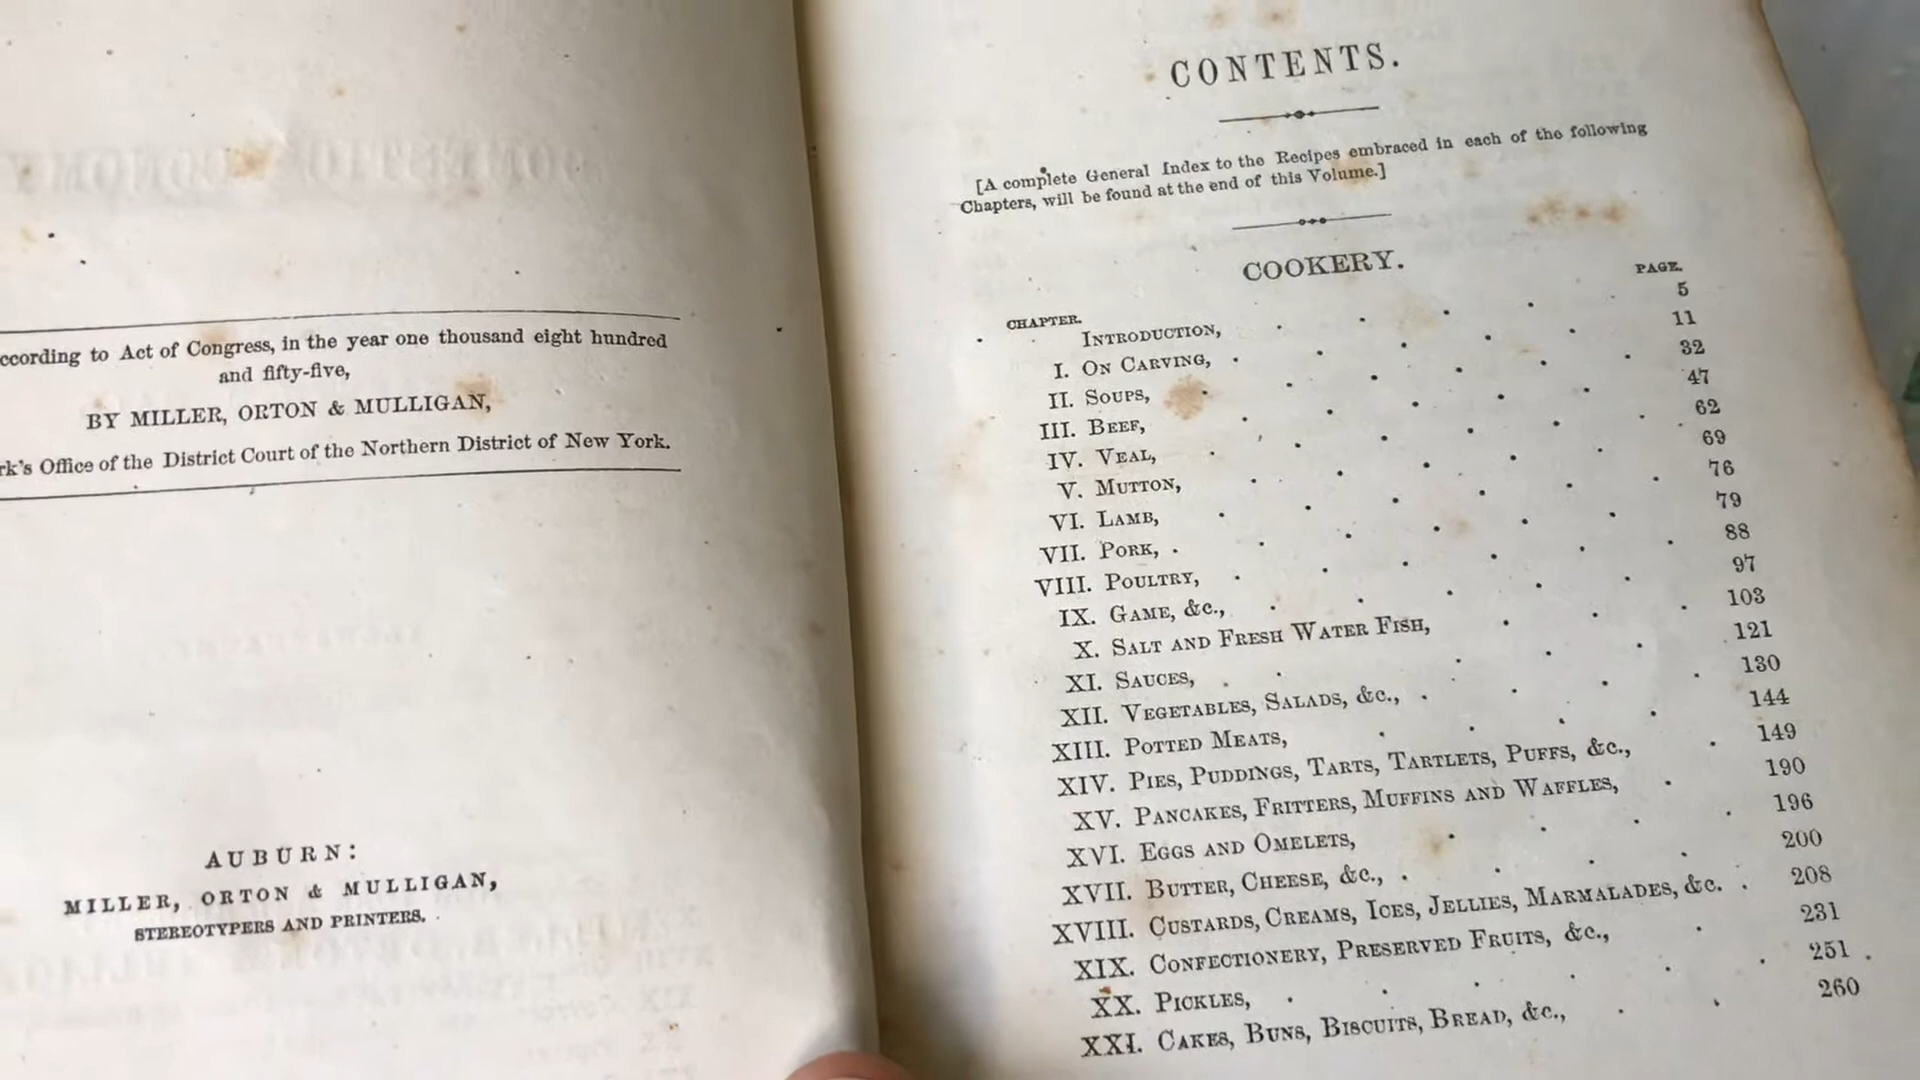 ccording to Act of Congress, in the year one thousand eight hundred
and fifty-five,
BY MILLER, ORTON & MULLIGAN,
rk's Office of the District Court of the Northern District of New York.
AUBURN:
MILLER, ORTON & MULLIGAN,
STEREOTYPERS AND PRINTERS.
CONTENTS.
[A complete General Index to the Recipes embraced in each of the following
Chapters, will be found at the end of this Volume.]
COOKERY.
CHAPTER. PAGE.
INTRODUCTION, 5
I. ON CARVING, 11
II. SOUPS, 32
III. BEEF, 47
IV. VEAL, 62
V. MUTTON, 69
VI. LAMB, 76
VII. PORK, 79
VIII. POULTRY, 88
IX. GAME, &c., 97
X. SALT AND FRESH WATER FISH, 103
XI. SAUCES, 121
XII. VEGETABLES, SALADS, &c., 130
XIII. POTTED MEATS, 144
XIV. PIES, PUDDINGS, TARTS, TARTLETS, PUFFS, &c., 149
XV. PANCAKES, FRITTERS, MUFFINS AND WAFFLES, 190
XVI. EGGS AND OMELETS, 196
XVII. BUTTER, CHEESE, &c., 200
XVIII. CUSTARDS, CREAMS, ICES, JELLIES, MARMALADES, &c. 208
XIX. CONFECTIONERY, PRESERVED FRUITS, &c., 231
XX. PICKLES, 251
XXI. CAKES, BUNS, BISCUITS, BREAD, &c., 260